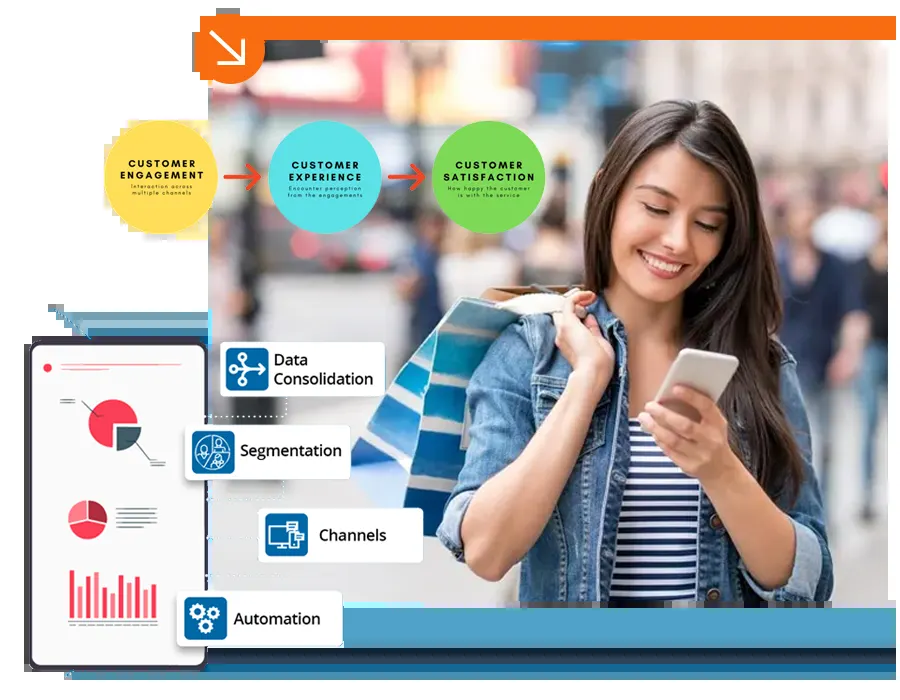 CUSTOMER
ENGAGEMENT
Interaction across
multiple channels
CUSTOMER
EXPERIENCE
Encounter perception
from the engagements
CUSTOMER
SATISFACTION
How happy the customer
is with the service
Data
Consolidation
Segmentation
Channels
Automation